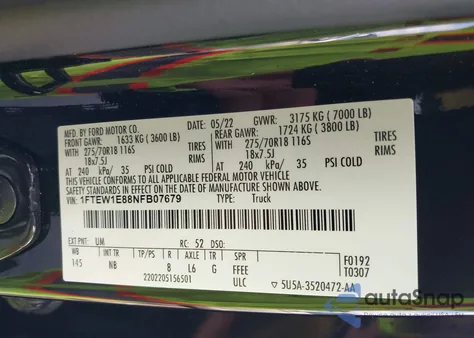 MFD. BY FORD MOTOR CO.
05/22 GVWR: 3175 KG (7000 LB)
FRONT GAWR: 1633 KG (3600 LB) REAR GAWR: 1724 KG (3800 LB)
275/70R18 116S TIRES 275/70R18 116S TIRES
18x7.5J RIMS 18x7.5J RIMS
AT 240 kPa/ 35 PSI COLD AT 240 kPa/ 35 PSI COLD
THIS VEHICLE CONFORMS TO ALL APPLICABLE FEDERAL MOTOR VEHICLE
SAFETY STANDARDS IN EFFECT ON THE DATE OF MANUFACTURE SHOWN ABOVE.
VIN: 1FTEW1E88NFB07679 TYPE: Truck
EXT PNT: UM RC: 52 DSO:
WB INT TR TP/PS R AXLE TR SPR F0192
145 NB 8 L6 G FFFF T0307
2202205156501 ULC 5U5A-3520472-AA
autoSnap